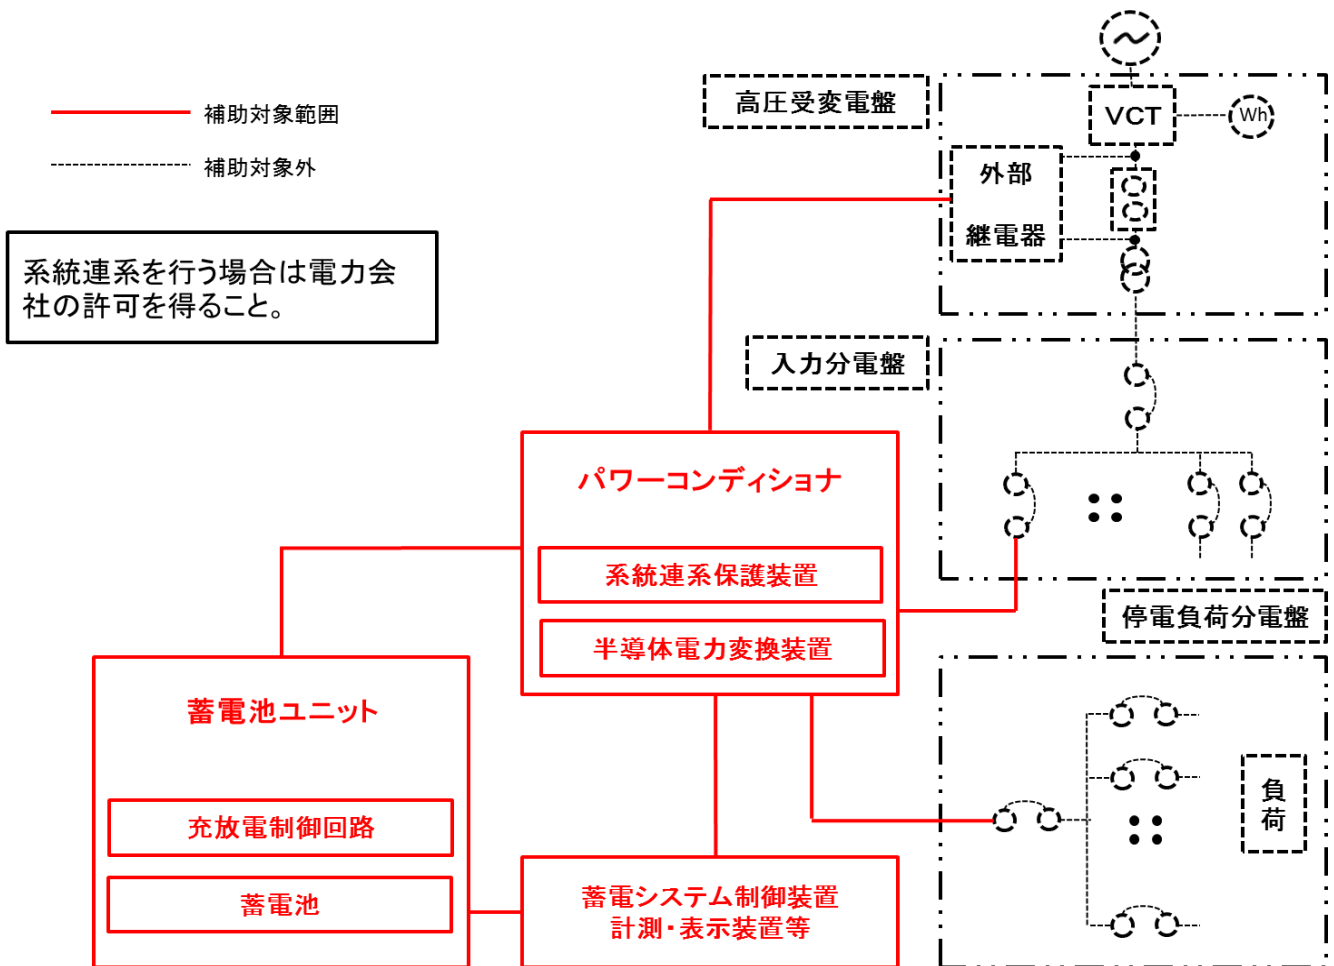 補助対象範囲
補助対象外
系統連系を行う場合は電力会
社の許可を得ること。
高圧受変電盤
VCT
Wh
外部
継電器
入力分電盤
パワーコンディショナ
系統連系保護装置
半導体電力変換装置
停電負荷分電盤
蓄電池ユニット
充放電制御回路
蓄電池
蓄電システム制御装置
計測・表示装置等
負
荷